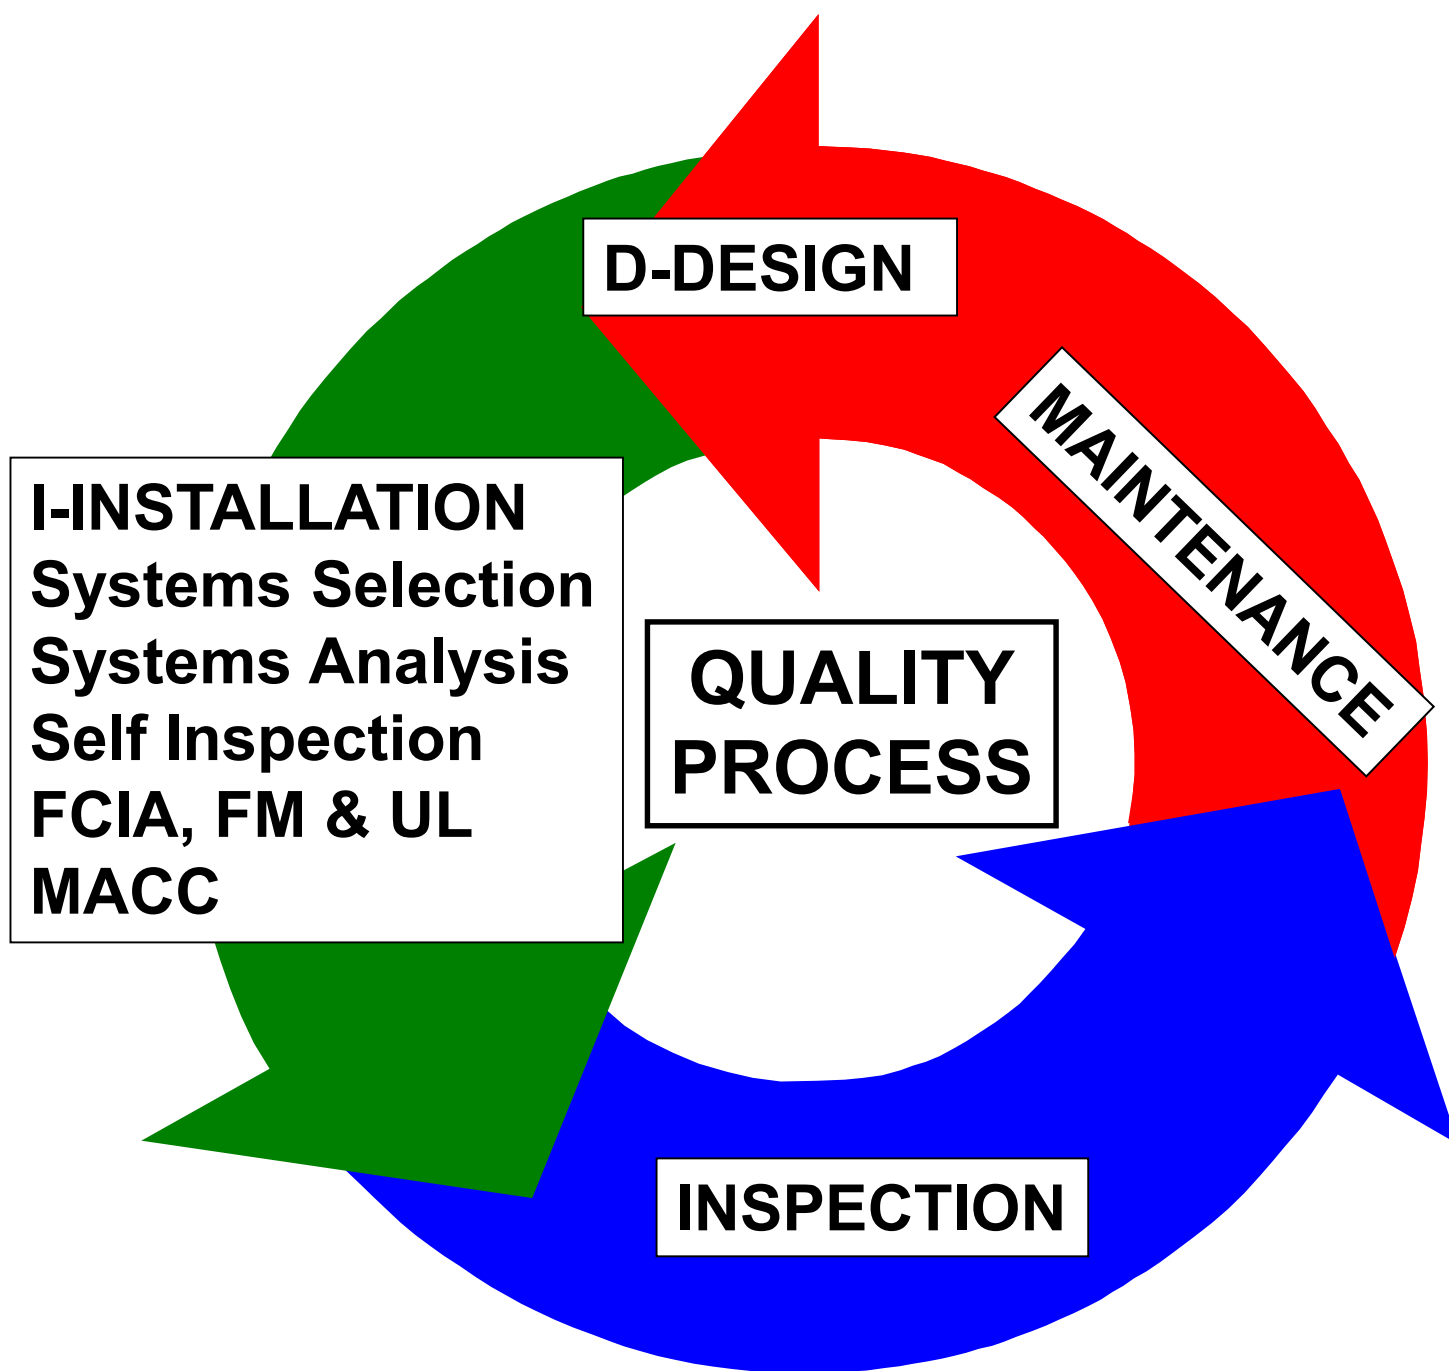 D-DESIGN
MAINTENANCE
I-INSTALLATION
Systems Selection
Systems Analysis
Self Inspection
FCIA, FM & UL
MACC
QUALITY
PROCESS
INSPECTION